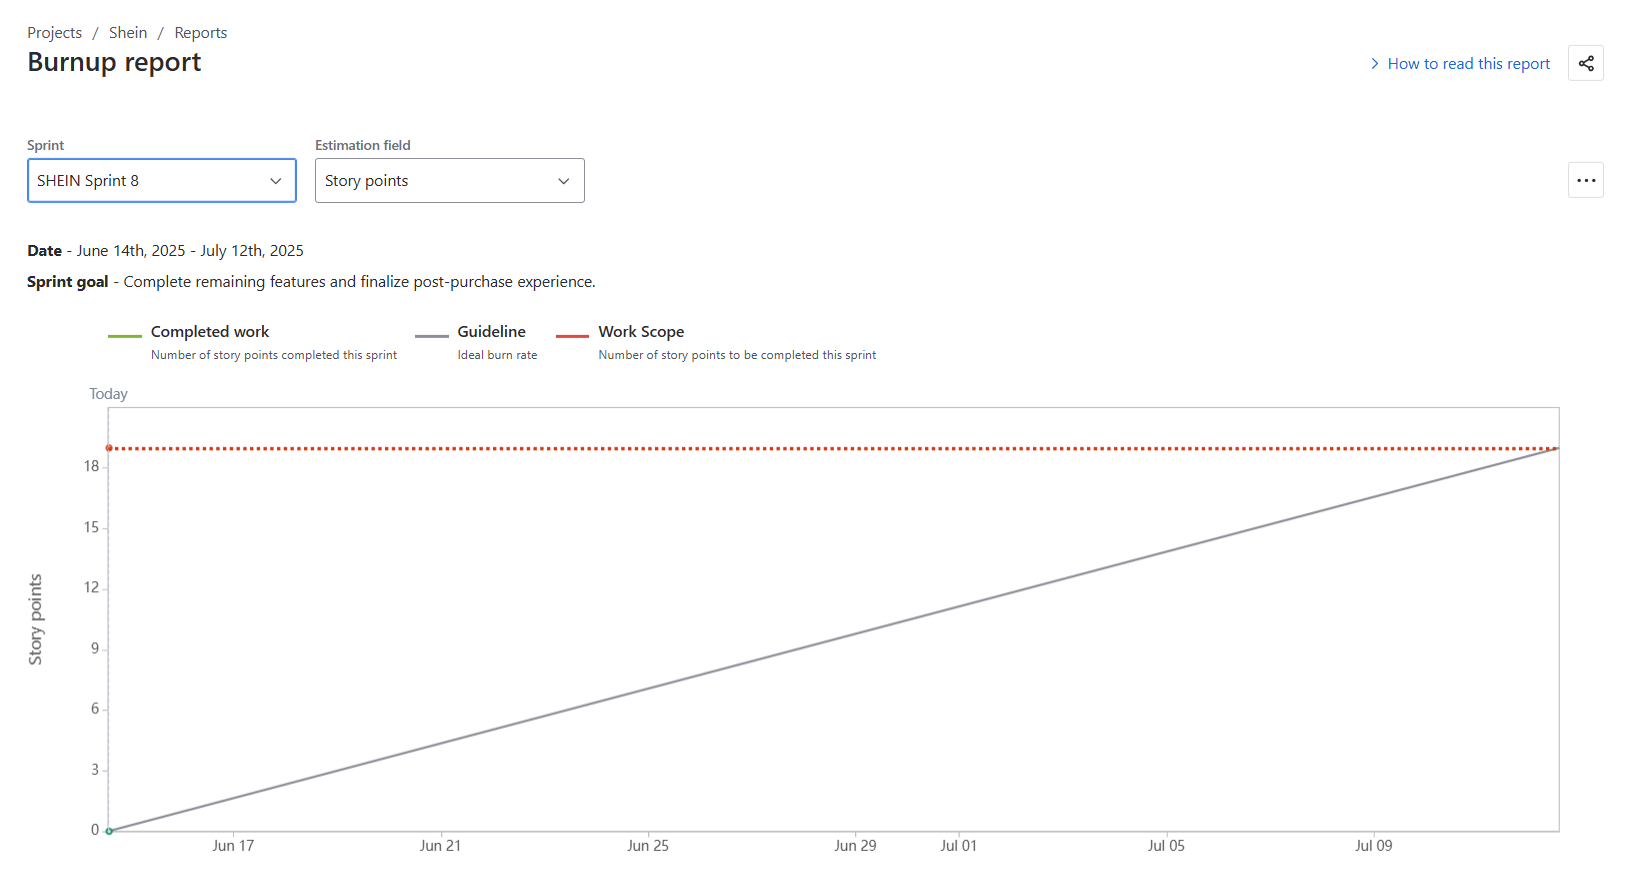 Projects / Shein / Reports
Burnup report
How to read this report
Sprint
Estimation field
SHEIN Sprint 8
Story points
Date - June 14th, 2025 - July 12th, 2025
Sprint goal - Complete remaining features and finalize post-purchase experience.
Completed work
Number of story points completed this sprint
Guideline
Ideal burn rate
Work Scope
Number of story points to be completed this sprint
Today
18
15
12
9
6
3
0
Story points
Jun 17 Jun 21 Jun 25 Jun 29 Jul 01 Jul 05 Jul 09